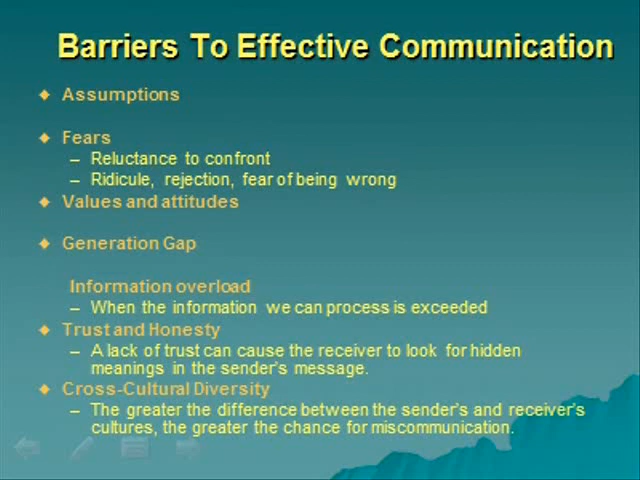 Barriers To Effective Communication
Assumptions
Fears
– Reluctance to confront
– Ridicule, rejection, fear of being wrong
Values and attitudes
Generation Gap
Information overload
– When the information we can process is exceeded
Trust and Honesty
– A lack of trust can cause the receiver to look for hidden
meanings in the sender's message.
Cross-Cultural Diversity
– The greater the difference between the sender's and receiver's
cultures, the greater the chance for miscommunication.